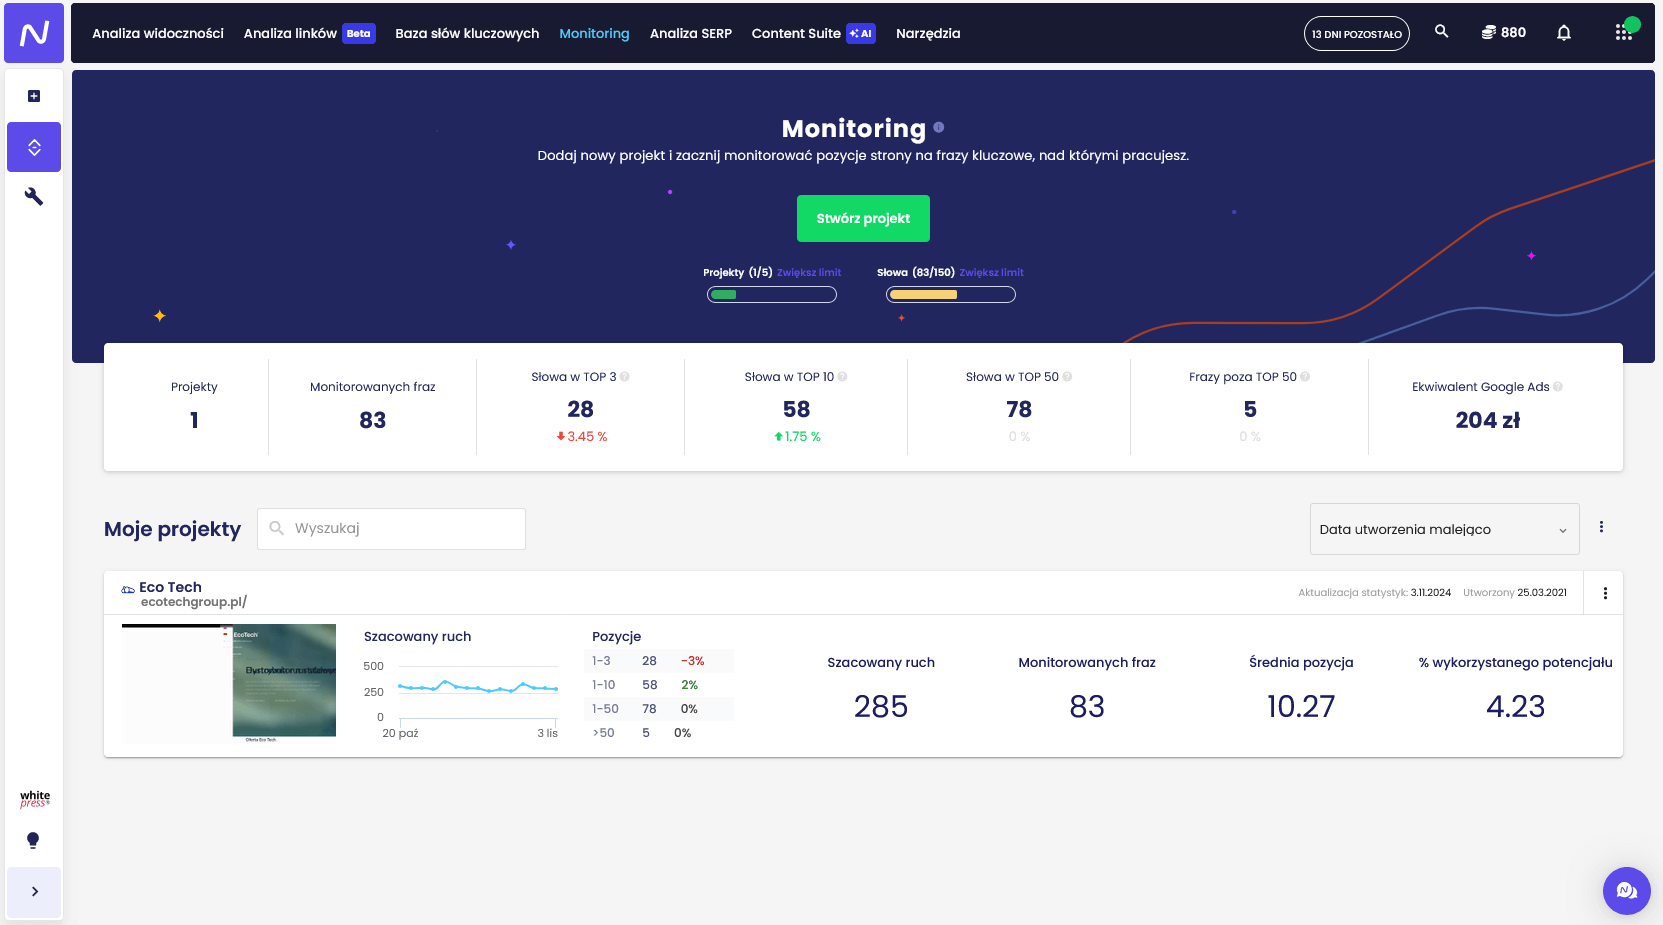 Analiza widoczności
Analiza linków Beta
Baza słów kluczowych
Monitoring
Analiza SERP
Content Suite AI
Narzędzia
13 DNI POZOSTAŁO
880
Monitoring
Dodaj nowy projekt i zacznij monitorować pozycje strony na frazy kluczowe, nad którymi pracujesz.
Stwórz projekt
Projekty (1/5) Zwiększ limit
Słowa (83/150) Zwiększ limit
Projekty
1
Monitorowanych fraz
83
Słowa w TOP 3
28
3.45 %
Słowa w TOP 10
58
1.75 %
Słowa w TOP 50
78
0 %
Frazy poza TOP 50
5
0 %
Ekwiwalent Google Ads
204 zł
Moje projekty
Wyszukaj
Data utworzenia malejąco
Eco Tech
ecotechgroup.pl/
Aktualizacja statystyk: 3.11.2024
Utworzony 25.03.2021
EcoTech
Oferta Eco Tech
Szacowany ruch
500
250
0
20 paź
3 lis
Pozycje
1-3 28 -3%
1-10 58 2%
1-50 78 0%
>50 5 0%
Szacowany ruch
285
Monitorowanych fraz
83
Średnia pozycja
10.27
% wykorzystanego potencjału
4.23
white
press®